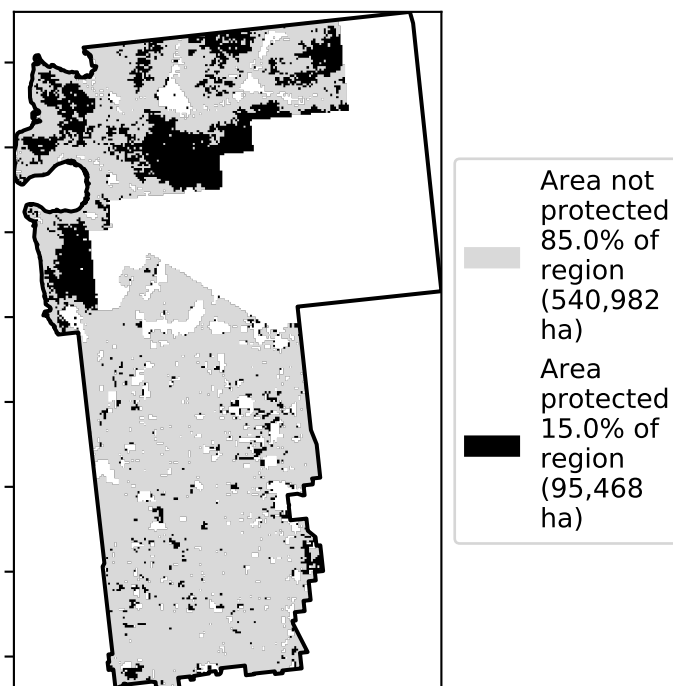 Area not
protected
85.0% of
region
(540,982
ha)
Area
protected
15.0% of
region
(95,468
ha)